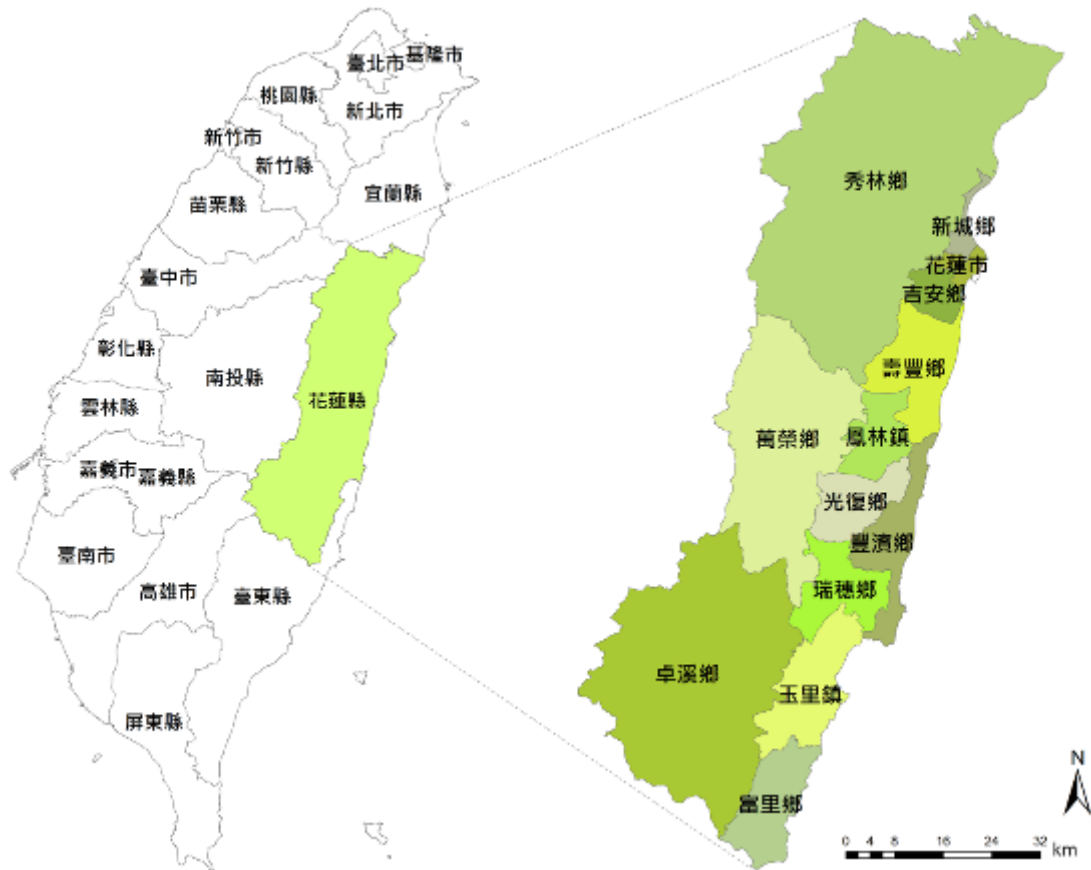 臺北市
基隆市
桃園縣
新北市
新竹市
新竹縣
苗栗縣
宜蘭縣
臺中市
彰化縣
南投縣
花蓮縣
雲林縣
嘉義市
嘉義縣
臺南市
高雄市
臺東縣
屏東縣
秀林鄉
新城鄉
花蓮市
吉安鄉
壽豐鄉
萬榮鄉
鳳林鎮
光復鄉
豐濱鄉
瑞穗鄉
卓溪鄉
玉里鎮
富里鄉
N
0 4 8 16 24 32
km